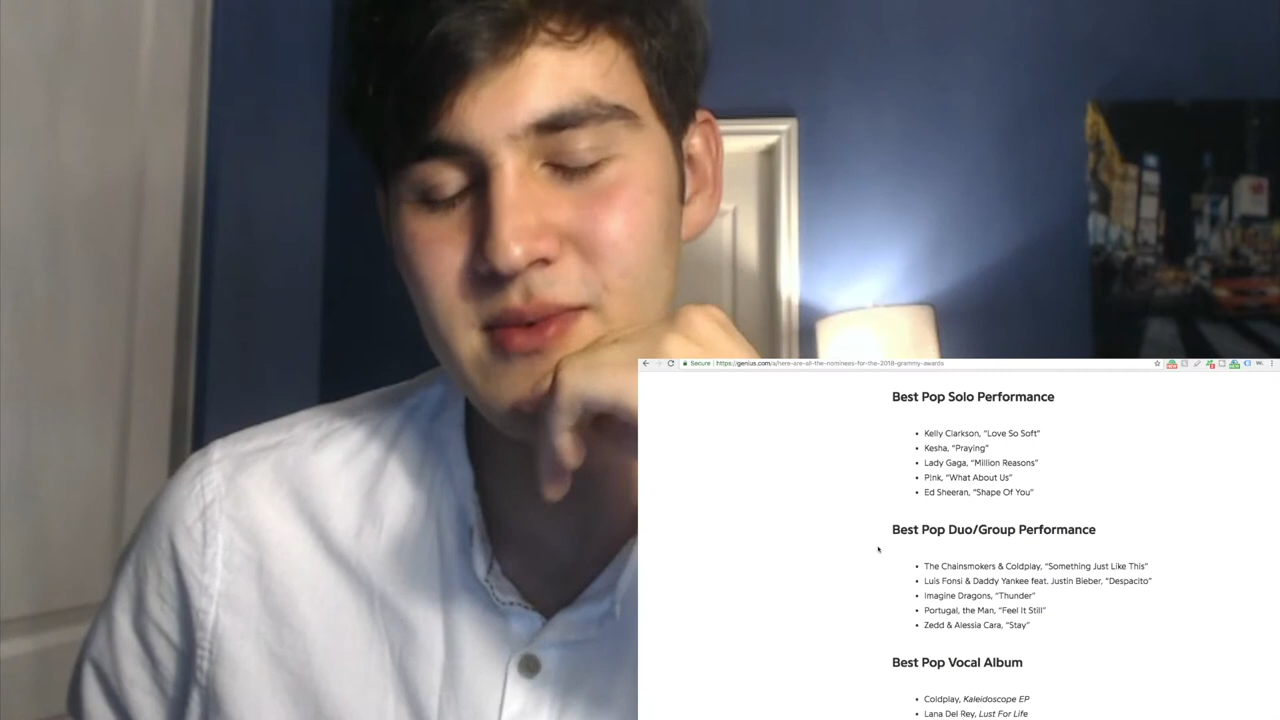 Secure https://genius.com/a/here-are-all-the-nominees-for-the-2018-grammy-awards
Best Pop Solo Performance
• Kelly Clarkson, “Love So Soft”
• Kesha, “Praying”
• Lady Gaga, “Million Reasons”
• Pink, “What About Us”
• Ed Sheeran, “Shape Of You”
Best Pop Duo/Group Performance
• The Chainsmokers & Coldplay, “Something Just Like This”
• Luis Fonsi & Daddy Yankee feat. Justin Bieber, “Despacito”
• Imagine Dragons, “Thunder”
• Portugal, the Man, “Feel It Still”
• Zedd & Alessia Cara, “Stay”
Best Pop Vocal Album
• Coldplay, Kaleidoscope EP
• Lana Del Rey, Lust For Life